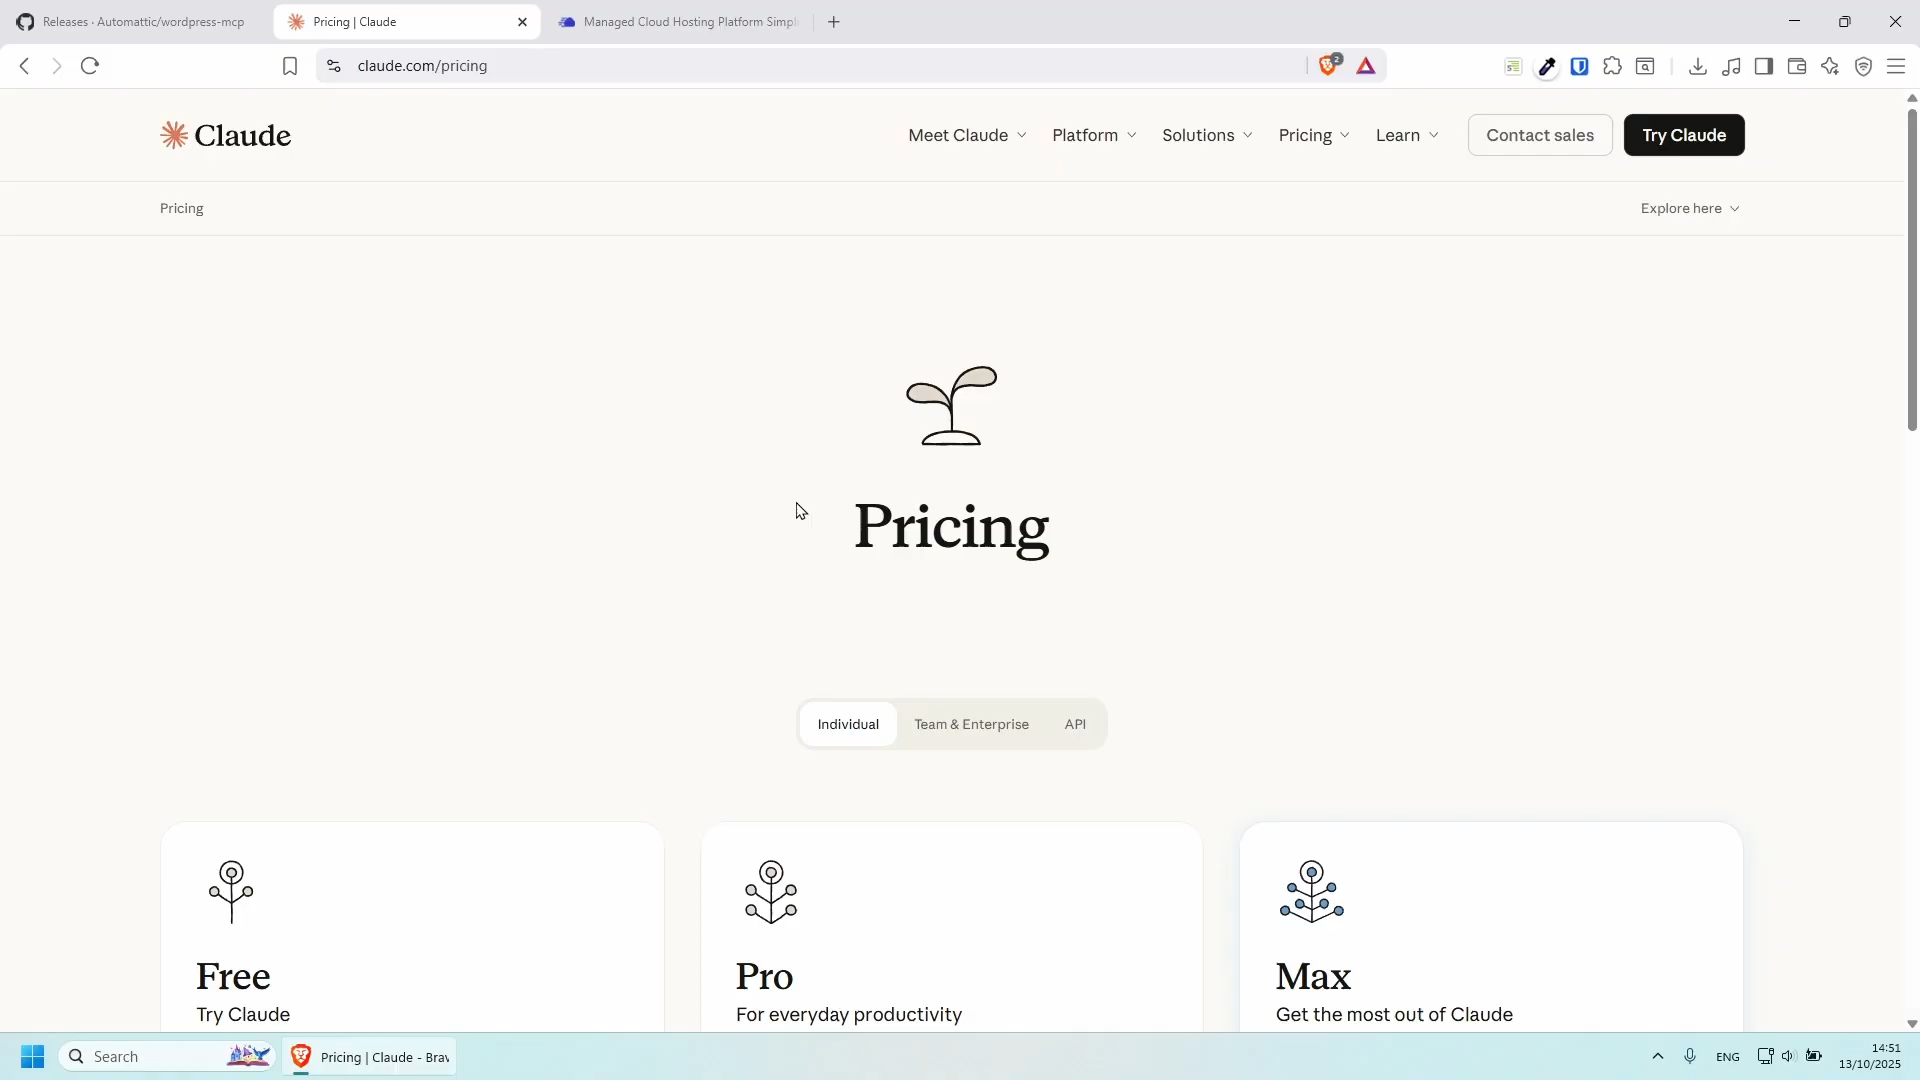 Releases · Automattic/wordpress-mcp
Pricing | Claude
Managed Cloud Hosting Platform Simpl
claude.com/pricing
2
Claude
Meet Claude
Platform
Solutions
Pricing
Learn
Contact sales
Try Claude
Pricing
Explore here
Pricing
Individual
Team & Enterprise
API
Free
Try Claude
Pro
For everyday productivity
Max
Get the most out of Claude
Search
Pricing | Claude - Brav
ENG
14:51
13/10/2025